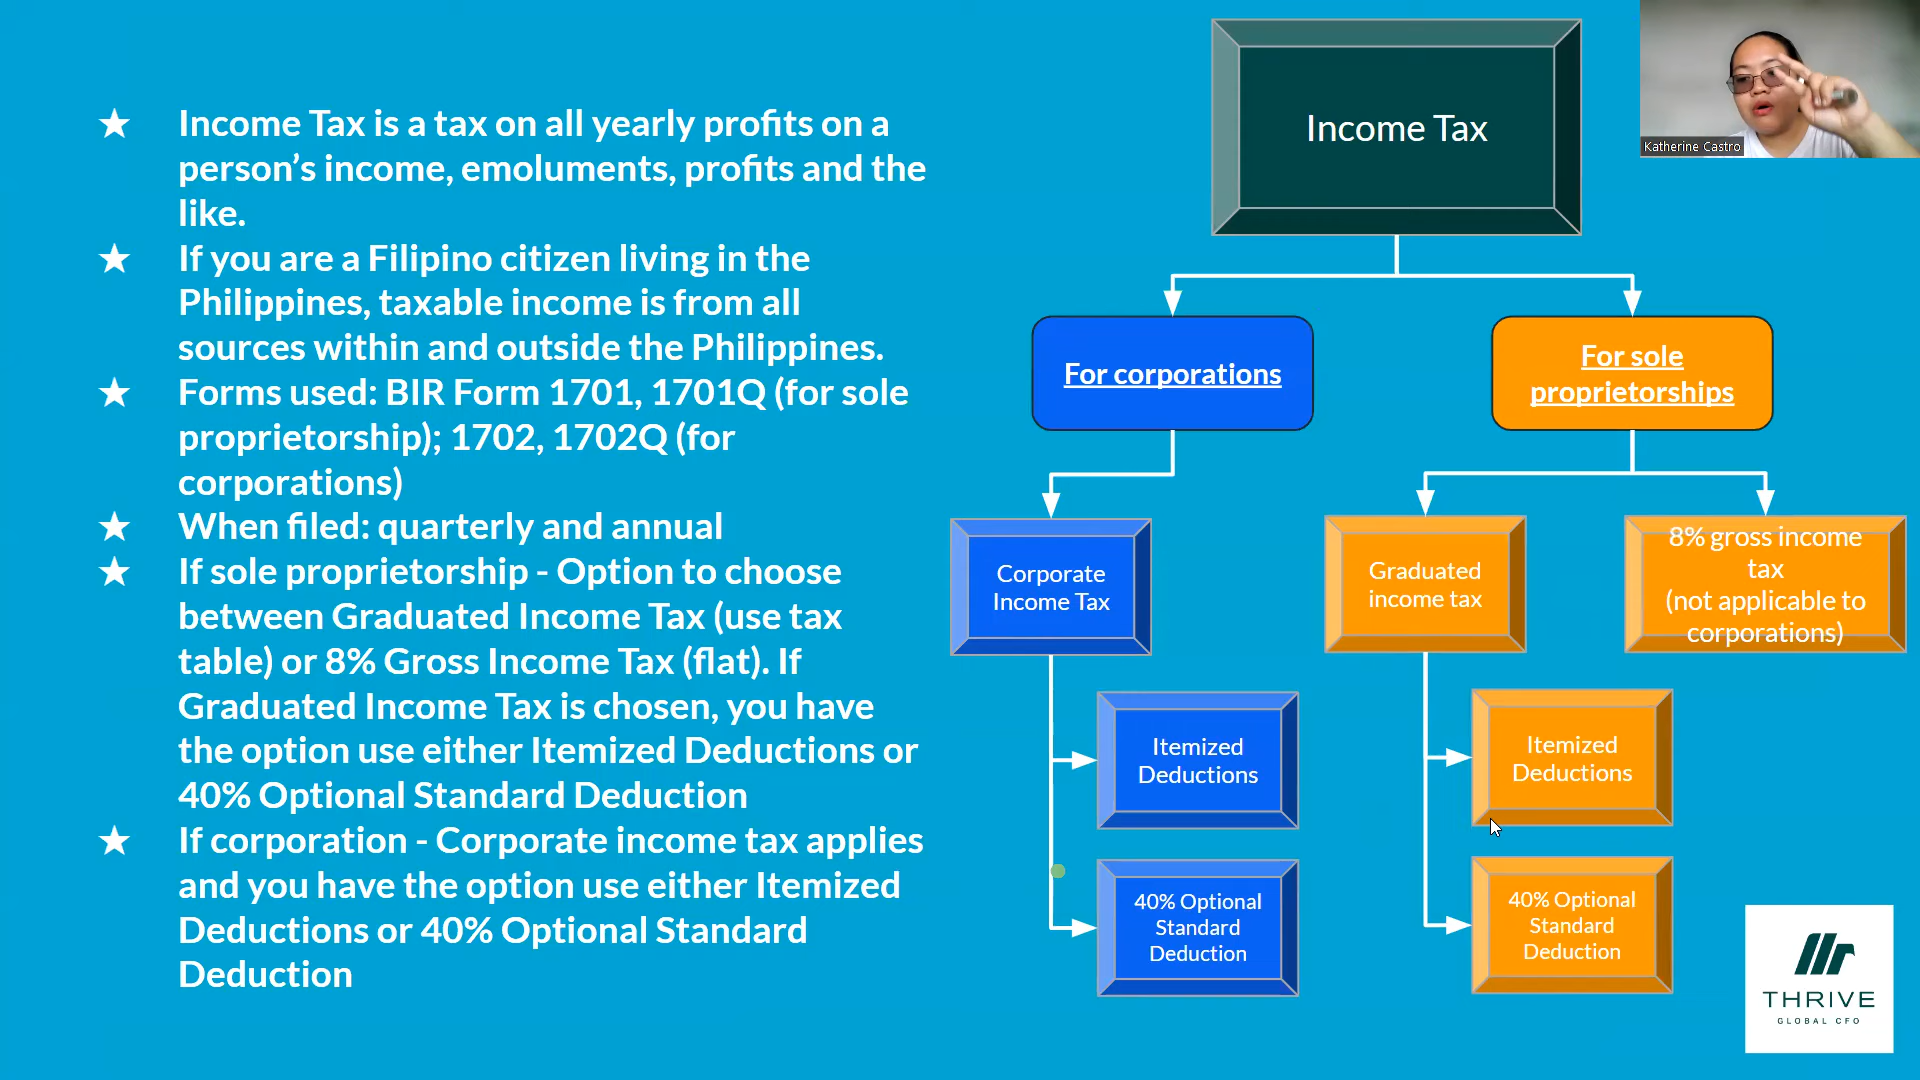 ★ Income Tax is a tax on all yearly profits on a
person’s income, emoluments, profits and the
like.
★ If you are a Filipino citizen living in the
Philippines, taxable income is from all
sources within and outside the Philippines.
★ Forms used: BIR Form 1701, 1701Q (for sole
proprietorship); 1702, 1702Q (for
corporations)
★ When filed: quarterly and annual
★ If sole proprietorship - Option to choose
between Graduated Income Tax (use tax
table) or 8% Gross Income Tax (flat). If
Graduated Income Tax is chosen, you have
the option use either Itemized Deductions or
40% Optional Standard Deduction
★ If corporation - Corporate income tax applies
and you have the option use either Itemized
Deductions or 40% Optional Standard
Deduction
Income Tax
Katherine Castro
For corporations
For sole
proprietorships
Corporate
Income Tax
Graduated
income tax
8% gross income
tax
(not applicable to
corporations)
Itemized
Deductions
Itemized
Deductions
40% Optional
Standard
Deduction
40% Optional
Standard
Deduction
THRIVE
GLOBAL CFO